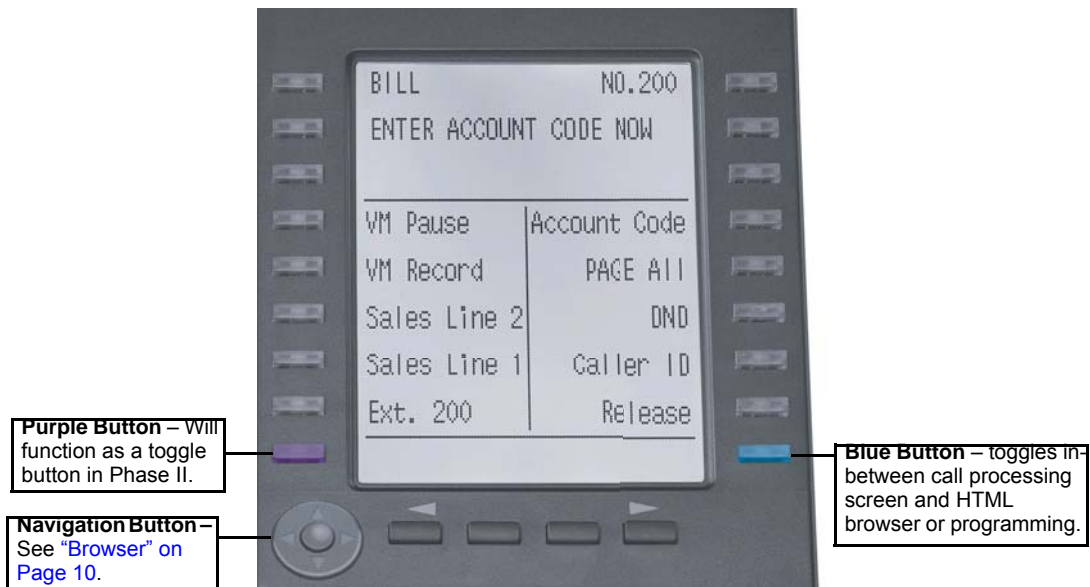 BILL NO.200
ENTER ACCOUNT CODE NOW
VM Pause Account Code
VM Record PAGE All
Sales Line 2 DND
Sales Line 1 Caller ID
Ext. 200 Release
Purple Button – Will
function as a toggle
button in Phase II.
Navigation Button –
See "Browser" on
Page 10.
Blue Button – toggles in-
between call processing
screen and HTML
browser or programming.